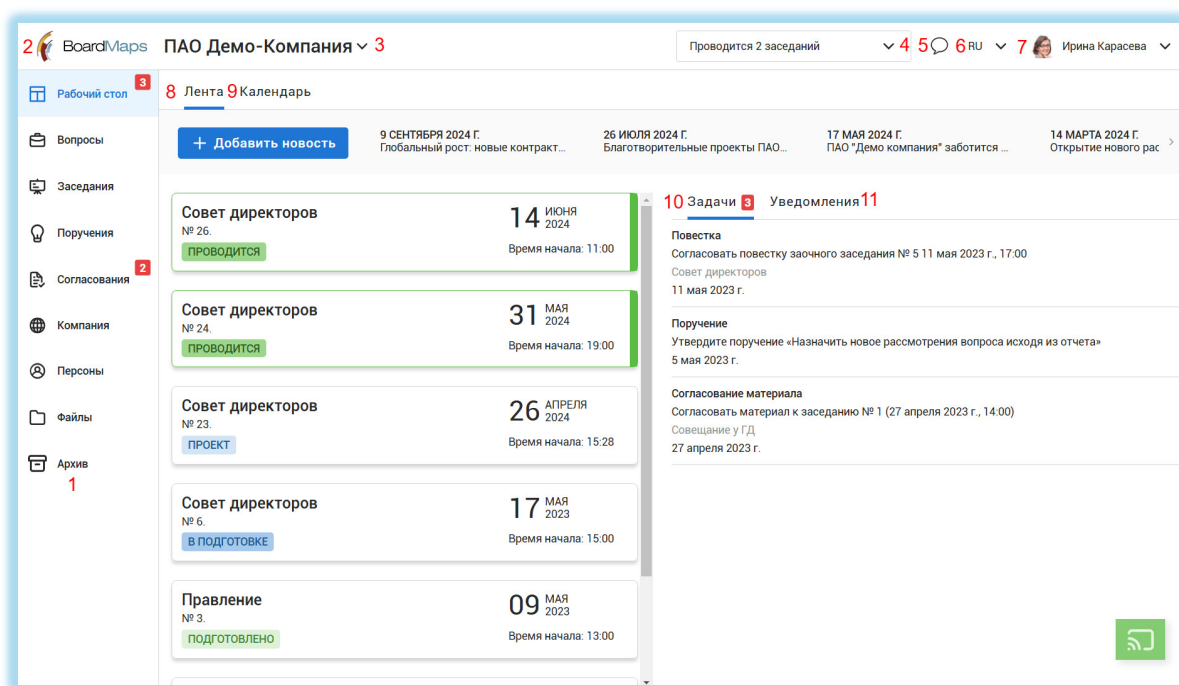 2 BoardMaps ПАО Демо-Компания 3 Проводится 2 заседаний 4 5 6 RU 7 Ирина Карасева
Рабочий стол 3
Вопросы
Заседания
Поручения
Согласования 2
Компания
Персоны
Файлы
Архив
1
8 Лента 9 Календарь
+ Добавить новость
9 СЕНТЯБРЯ 2024 Г.
Глобальный рост: новые контракт...
26 ИЮЛЯ 2024 Г.
Благотворительные проекты ПАО...
17 МАЯ 2024 Г.
ПАО "Демо компания" заботится ...
14 МАРТА 2024 Г.
Открытие нового рас
Совет директоров
№ 26.
ПРОВОДИТСЯ
14 ИЮНЯ
2024
Время начала: 11:00
Совет директоров
№ 24.
ПРОВОДИТСЯ
31 МАЯ
2024
Время начала: 19:00
Совет директоров
№ 23.
ПРОЕКТ
26 АПРЕЛЯ
2024
Время начала: 15:28
Совет директоров
№ 6.
В ПОДГОТОВКЕ
17 МАЯ
2023
Время начала: 15:00
Правление
№ 3.
ПОДГОТОВЛЕНО
09 МАЯ
2023
Время начала: 13:00
10 Задачи 3 Уведомления 11
Повестка
Согласовать повестку заочного заседания № 5 11 мая 2023 г., 17:00
Совет директоров
11 мая 2023 г.
Поручение
Утвердите поручение «Назначить новое рассмотрения вопроса исходя из отчета»
5 мая 2023 г.
Согласование материала
Согласовать материал к заседанию № 1 (27 апреля 2023 г., 14:00)
Совещание у ГД
27 апреля 2023 г.